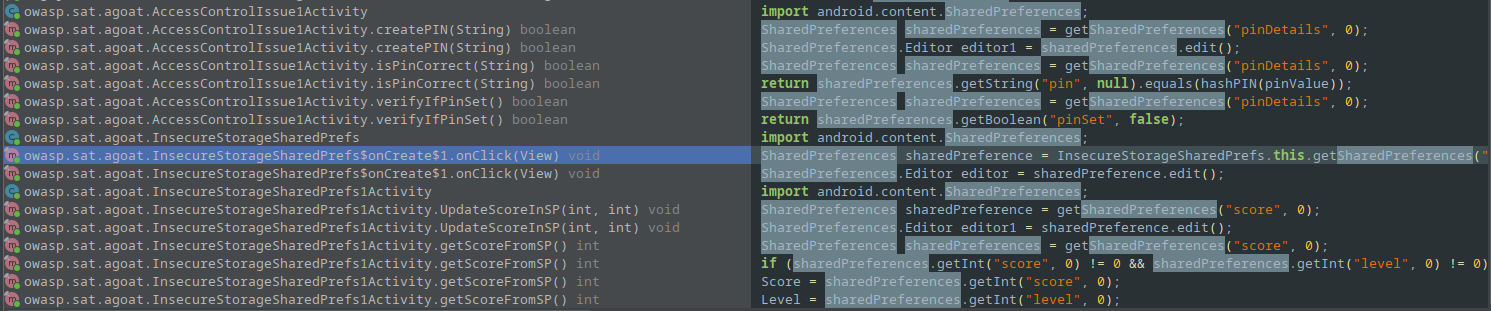 owasp.sat.agoat.AccessControlIssue1Activity import android.content.SharedPreferences;
owasp.sat.agoat.AccessControlIssue1Activity.createPIN(String) boolean SharedPreferences sharedPreferences = getSharedPreferences("pinDetails", 0);
owasp.sat.agoat.AccessControlIssue1Activity.createPIN(String) boolean SharedPreferences.Editor editor1 = sharedPreferences.edit();
owasp.sat.agoat.AccessControlIssue1Activity.isPinCorrect(String) boolean SharedPreferences sharedPreferences = getSharedPreferences("pinDetails", 0);
owasp.sat.agoat.AccessControlIssue1Activity.isPinCorrect(String) boolean return sharedPreferences.getString("pin", null).equals(hashPIN(pinValue));
owasp.sat.agoat.AccessControlIssue1Activity.verifyIfPinSet() boolean SharedPreferences sharedPreferences = getSharedPreferences("pinDetails", 0);
owasp.sat.agoat.AccessControlIssue1Activity.verifyIfPinSet() boolean return sharedPreferences.getBoolean("pinSet", false);
owasp.sat.agoat.InsecureStorageSharedPrefs import android.content.SharedPreferences;
owasp.sat.agoat.InsecureStorageSharedPrefs$onCreate$1.onClick(View) void SharedPreferences sharedPreference = InsecureStorageSharedPrefs.this.getSharedPreferences("
owasp.sat.agoat.InsecureStorageSharedPrefs$onCreate$1.onClick(View) void SharedPreferences.Editor editor = sharedPreference.edit();
owasp.sat.agoat.InsecureStorageSharedPrefs1Activity import android.content.SharedPreferences;
owasp.sat.agoat.InsecureStorageSharedPrefs1Activity.UpdateScoreInSP(int, int) void SharedPreferences sharedPreference = getSharedPreferences("score", 0);
owasp.sat.agoat.InsecureStorageSharedPrefs1Activity.UpdateScoreInSP(int, int) void SharedPreferences.Editor editor1 = sharedPreference.edit();
owasp.sat.agoat.InsecureStorageSharedPrefs1Activity.getScoreFromSP() int SharedPreferences sharedPreferences = getSharedPreferences("score", 0);
owasp.sat.agoat.InsecureStorageSharedPrefs1Activity.getScoreFromSP() int if (sharedPreferences.getInt("score", 0) != 0 && sharedPreferences.getInt("level", 0) != 0)
owasp.sat.agoat.InsecureStorageSharedPrefs1Activity.getScoreFromSP() int Score = sharedPreferences.getInt("score", 0);
owasp.sat.agoat.InsecureStorageSharedPrefs1Activity.getScoreFromSP() int Level = sharedPreferences.getInt("level", 0);